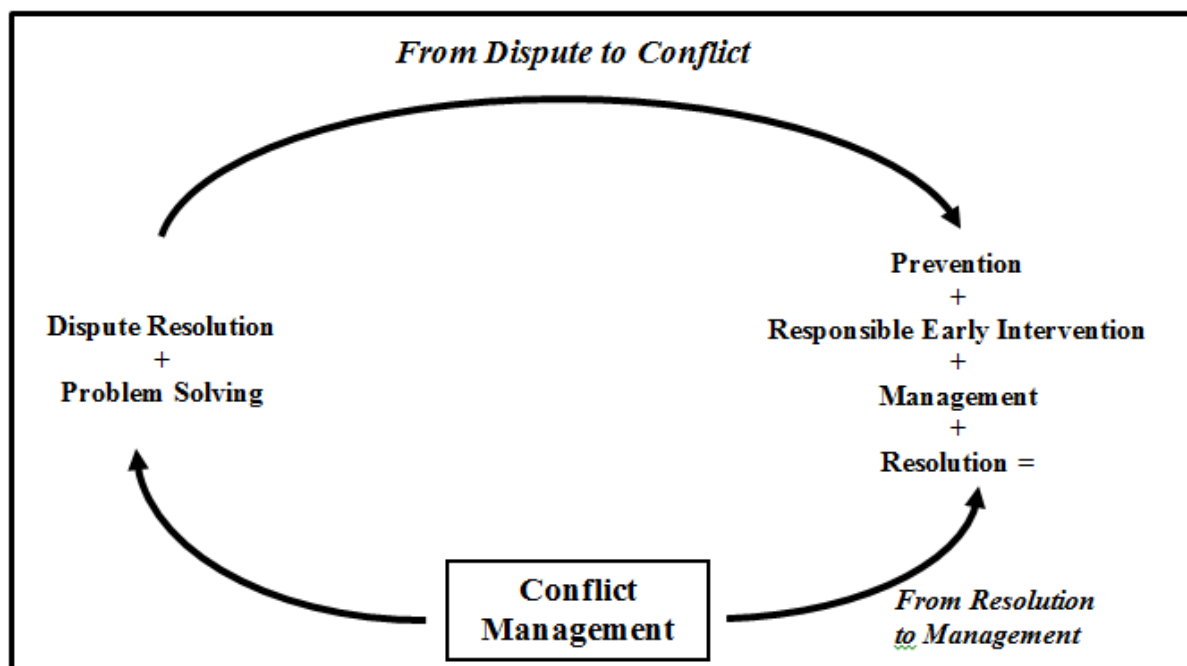 From Dispute to Conflict
Dispute Resolution
+
Problem Solving
Prevention
+
Responsible Early Intervention
+
Management
+
Resolution =
Conflict
Management
From Resolution
to Management